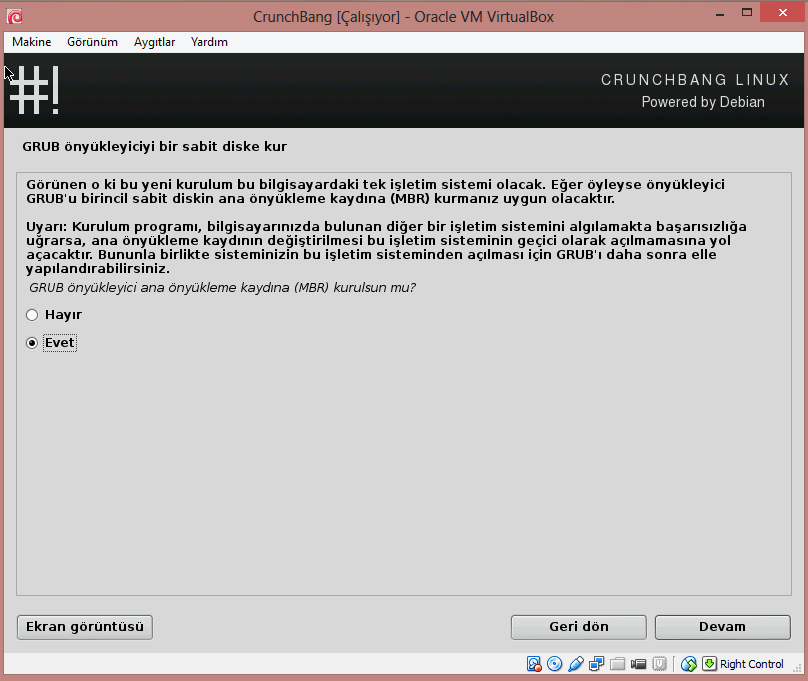 CrunchBang [Çalışıyor] - Oracle VM VirtualBox
Makine Görünüm Aygıtlar Yardım
#!
CRUNCHBANG LINUX
Powered by Debian
GRUB önyükleyiciyi bir sabit diske kur
Görünen o ki bu yeni kurulum bu bilgisayardaki tek işletim sistemi olacak. Eğer öyleyse önyükleyici
GRUB'u birincil sabit diskin ana önyükleme kaydına (MBR) kurmanız uygun olacaktır.
Uyarı: Kurulum programı, bilgisayarınızda bulunan diğer bir işletim sistemini algılamakta başarısızlığa
uğrarsa, ana önyükleme kaydının değiştirilmesi bu işletim sisteminin geçici olarak açılmamasına yol
açacaktır. Bununla birlikte sisteminizin bu işletim sisteminden açılması için GRUB'ı daha sonra elle
yapılandırabilirsiniz.
GRUB önyükleyici ana önyükleme kaydına (MBR) kurulsun mu?
Hayır
Evet
Ekran görüntüsü Geri dön Devam
Right Control